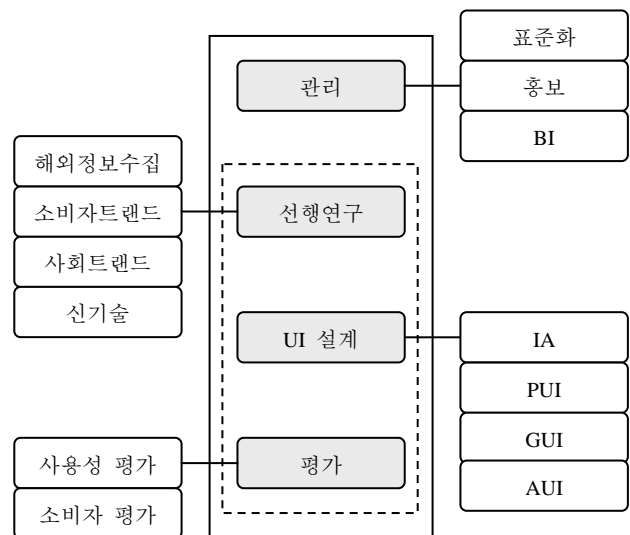 표준화
관리
홍보
BI
해외정보수집
소비자트랜드
선행연구
사회트랜드
신기술
UI 설계
IA
PUI
GUI
AUI
사용성 평가
평가
소비자 평가